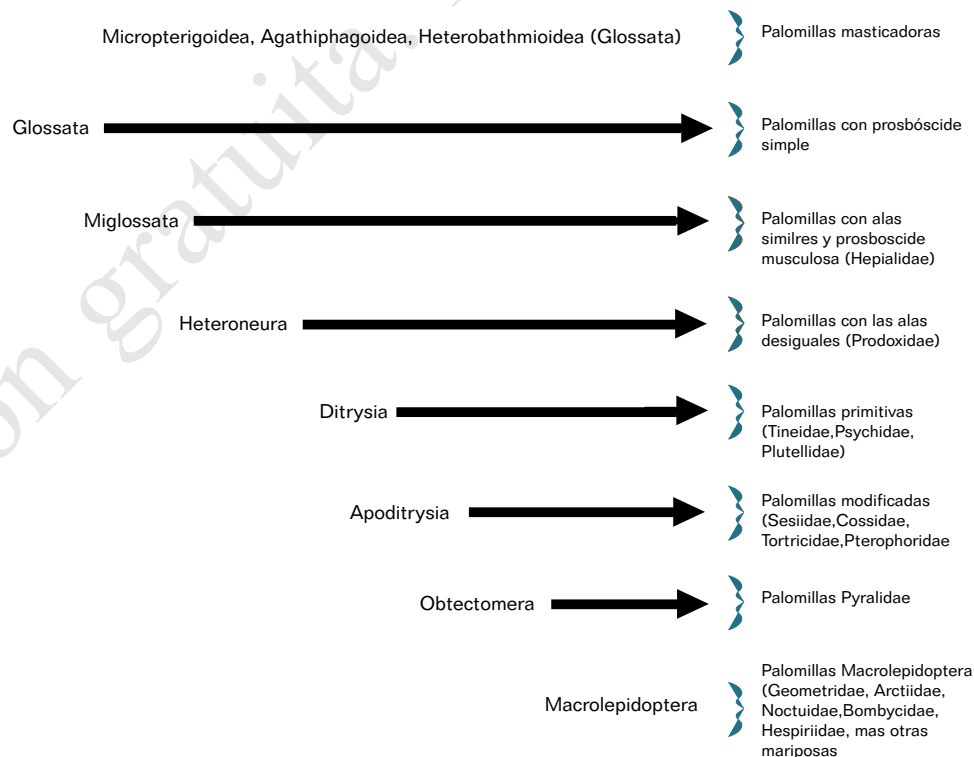 Micropterigoidea, Agathiphagoidea, Heterobathmioidea (Glossata)
Palomillas masticadoras
Glossata
Palomillas con prosbóscide
simple
Miglossata
Palomillas con alas
similres y prosboscide
musculosa (Hepialidae)
Heteroneura
Palomillas con las alas
desiguales (Prodoxidae)
Ditrysia
Palomillas primitivas
(Tineidae,Psychidae,
Plutellidae)
Apoditrysia
Palomillas modificadas
(Sesiidae,Cossidae,
Tortricidae,Pterophoridae
Obtectomera
Palomillas Pyralidae
Macrolepidoptera
Palomillas Macrolepidoptera
(Geometridae, Arctiidae,
Noctuidae,Bombycidae,
Hespiriidae, mas otras
mariposas
on gratuita.